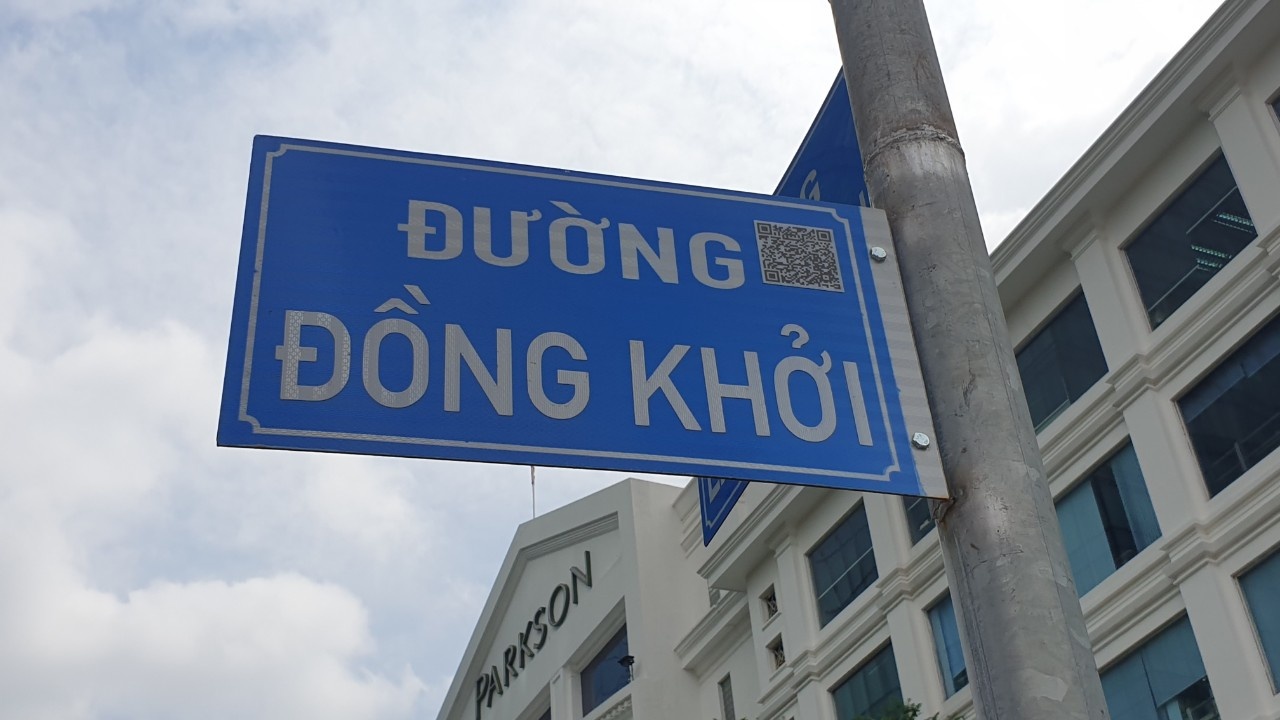 ĐƯỜNG
ĐỒNG KHỞI
PARKSON